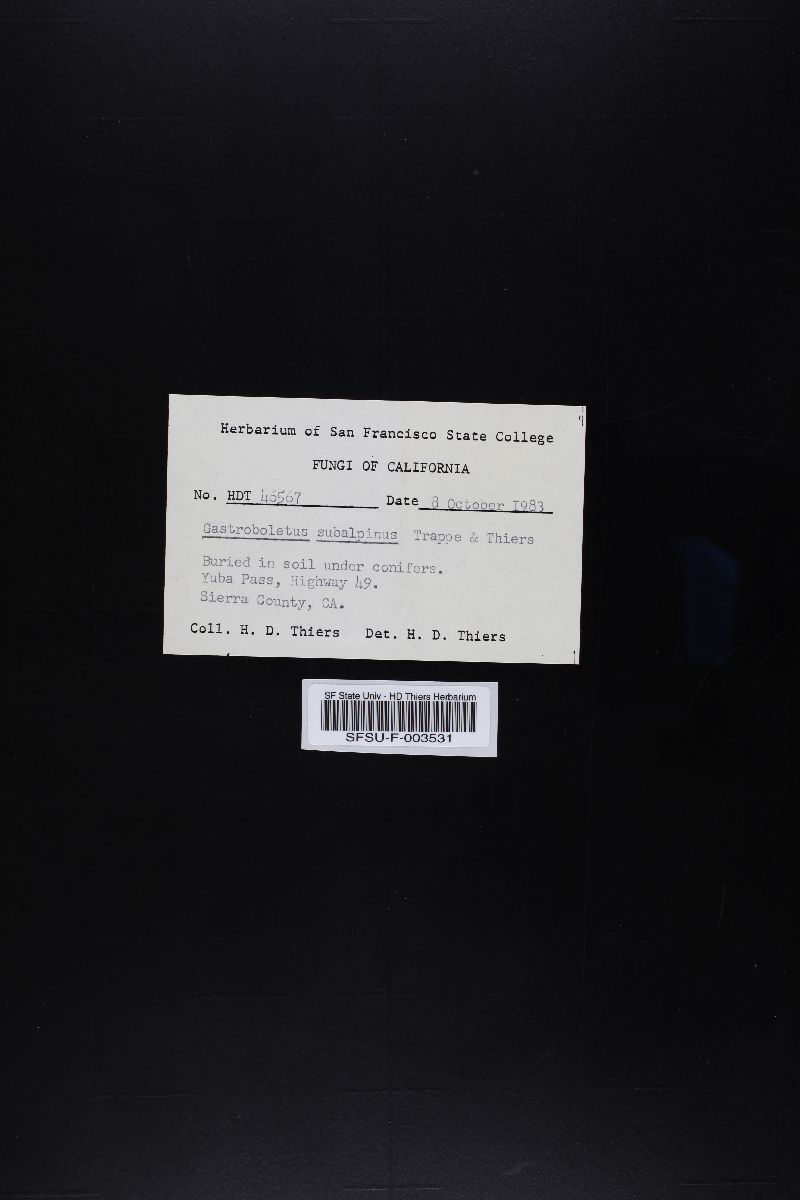 Herbarium of San Francisco State College
FUNGI OF CALIFORNIA
No. HDT 46567 Date 8 October 1983
Gastroboletus subalpinus Trappe & Thiers
Buried in soil under conifers.
Yuba Pass, Highway 49.
Sierra County, CA.
Coll. H. D. Thiers Det. H. D. Thiers
SF State Univ - HD Thiers Herbarium
SFSU-F-003531